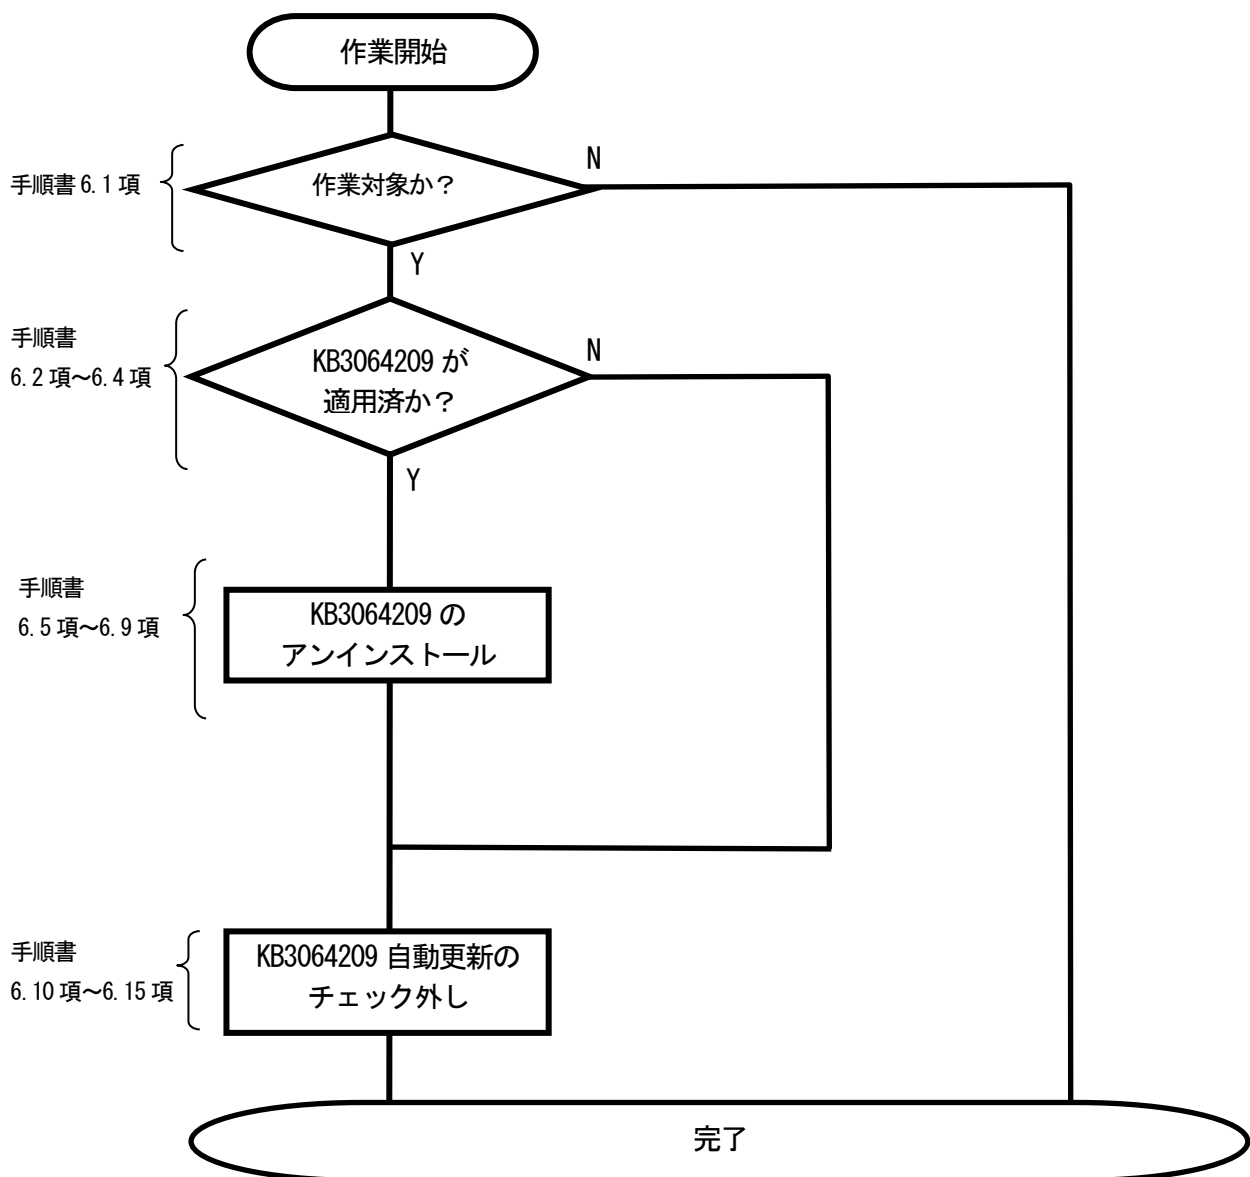 作業開始
手順書 6.1 項
作業対象か？
N
Y
手順書
6.2 項～6.4 項
KB3064209 が
適用済か？
N
Y
手順書
6.5 項～6.9 項
KB3064209 の
アンインストール
手順書
6.10 項～6.15 項
KB3064209 自動更新の
チェック外し
完了